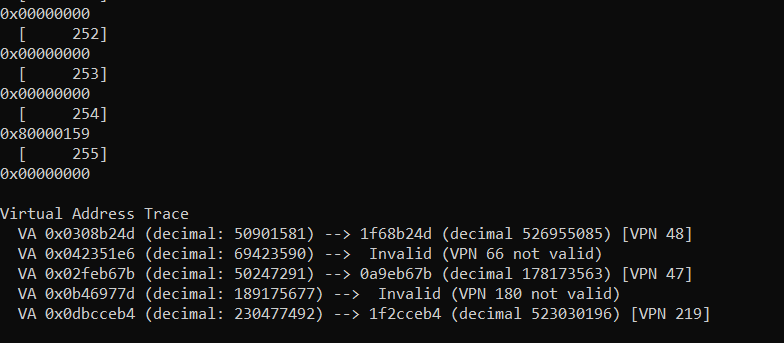 0x00000000
  [     252]
0x00000000
  [     253]
0x00000000
  [     254]
0x80000159
  [     255]
0x00000000

Virtual Address Trace
  VA 0x0308b24d (decimal: 50901581) --> 1f68b24d (decimal 526955085) [VPN 48]
  VA 0x042351e6 (decimal: 69423590) -->  Invalid (VPN 66 not valid)
  VA 0x02feb67b (decimal: 50247291) --> 0a9eb67b (decimal 178173563) [VPN 47]
  VA 0x0b46977d (decimal: 189175677) -->  Invalid (VPN 180 not valid)
  VA 0x0dbcceb4 (decimal: 230477492) --> 1f2cceb4 (decimal 523030196) [VPN 219]